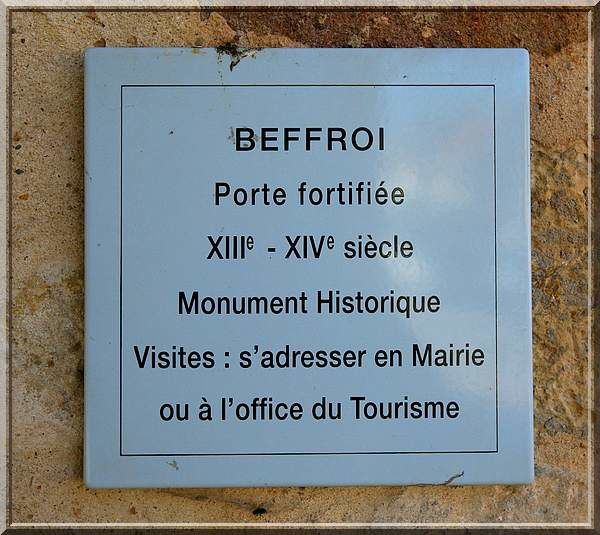 BEFFROI
Porte fortifiée
XIIIᵉ - XIVᵉ siècle
Monument Historique
Visites : s'adresser en Mairie
ou à l'office du Tourisme